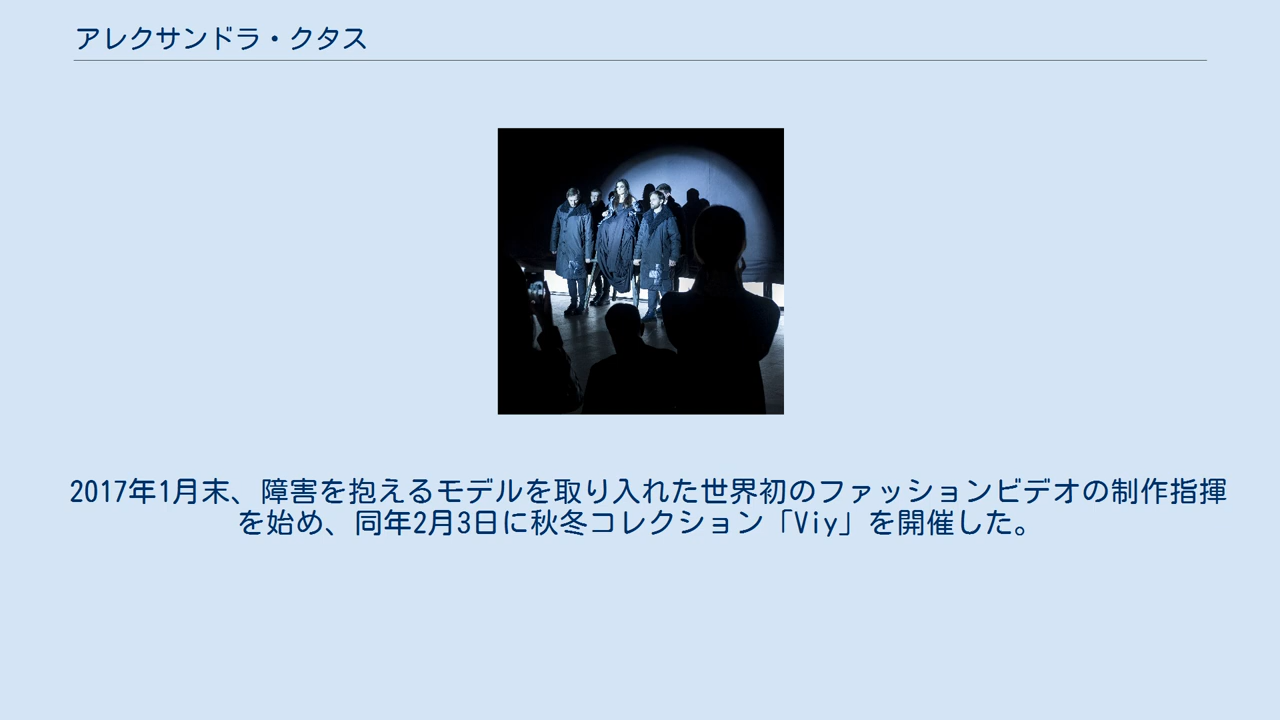 アレクサンドラ・クタス
2017年1月末、障害を抱えるモデルを取り入れた世界初のファッションビデオの制作指揮
を始め、同年2月3日に秋冬コレクション「Viy」を開催した。